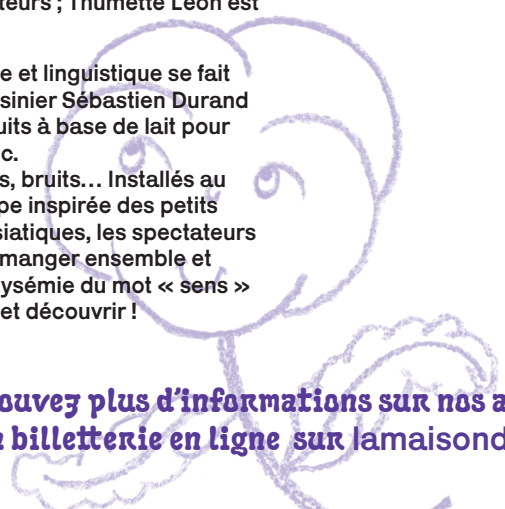 teurs ; Thumette Léon est
e et linguistique se fait
sinier Sébastien Durand
uits à base de lait pour
c.
s, bruits… Installés au
pe inspirée des petits
siatiques, les spectateurs
manger ensemble et
lysémie du mot « sens »
et découvrir !
ouvez plus d'informations sur nos a
billetterie en ligne sur lamaisond